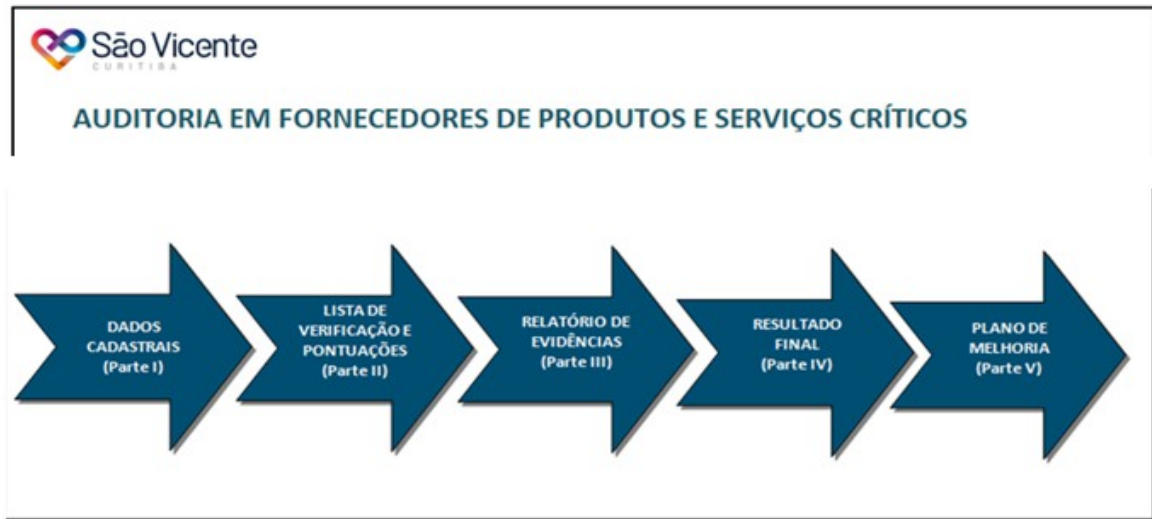 São Vicente
CURITIBA
AUDITORIA EM FORNECEDORES DE PRODUTOS E SERVIÇOS CRÍTICOS
DADOS
CADASTRAIS
(Parte I)
LISTA DE
VERIFICAÇÃO E
PONTUAÇÕES
(Parte II)
RELATÓRIO DE
EVIDÊNCIAS
(Parte III)
RESULTADO
FINAL
(Parte IV)
PLANO DE
MELHORIA
(Parte V)